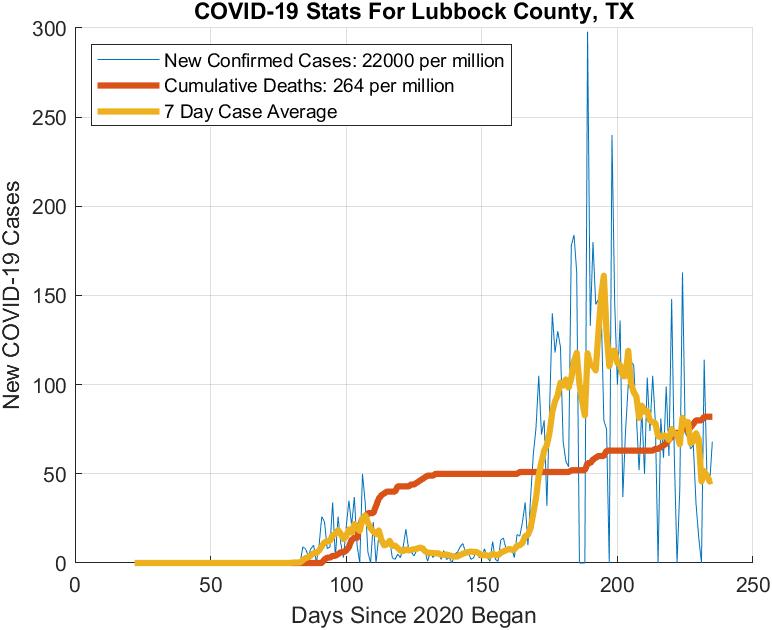 COVID-19 Stats For Lubbock County, TX
300
250
200
150
100
50
0
New COVID-19 Cases
New Confirmed Cases: 22000 per million
Cumulative Deaths: 264 per million
7 Day Case Average
0
50
100
150
200
250
Days Since 2020 Began